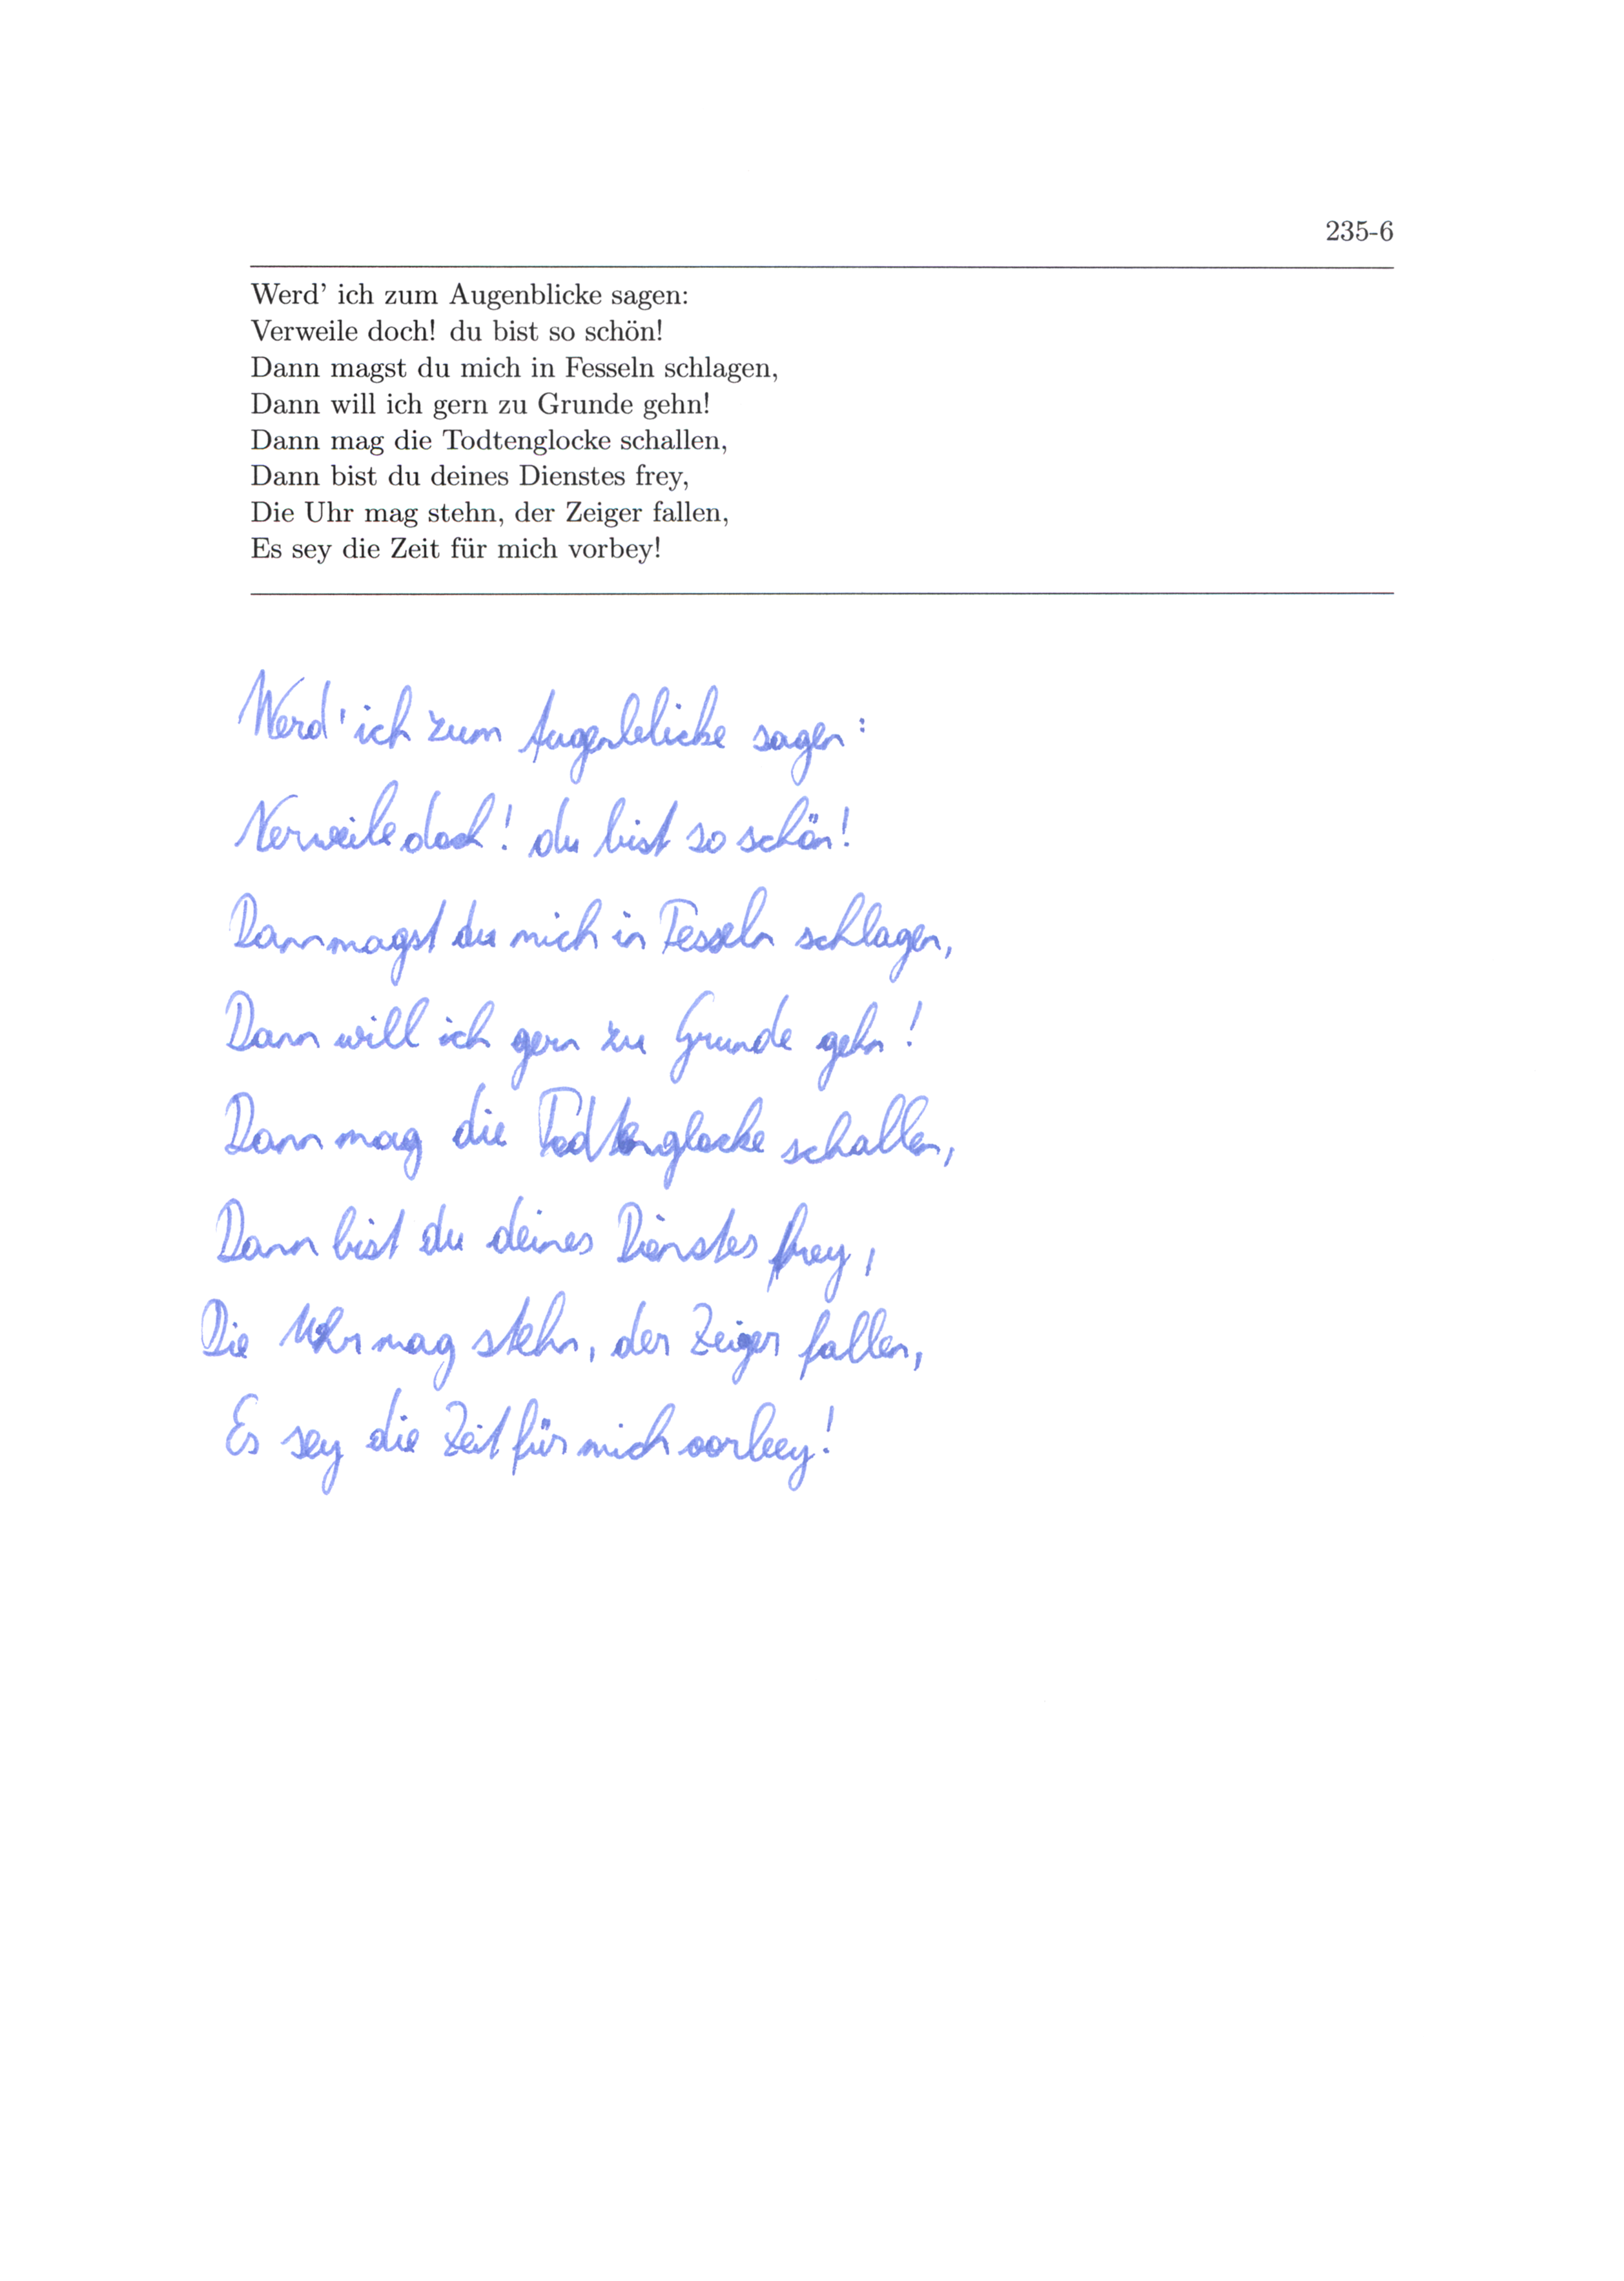 235-6
Werd' ich zum Augenblicke sagen:
Verweile doch! du bist so schön!
Dann magst du mich in Fesseln schlagen,
Dann will ich gern zu Grunde gehn!
Dann mag die Todtenglocke schallen,
Dann bist du deines Dienstes frey,
Die Uhr mag stehn, der Zeiger fallen,
Es sey die Zeit für mich vorbey!
Werd' ich zum Augenblicke sagen:
Verweile doch! du bist so schön!
Dann magst du mich in Fesseln schlagen,
Dann will ich gern zu Grunde gehn!
Dann mag die Todtenglocke schallen,
Dann bist du deines Dienstes frey,
Die Uhr mag stehn, der Zeiger fallen,
Es sey die Zeit für mich vorbey!